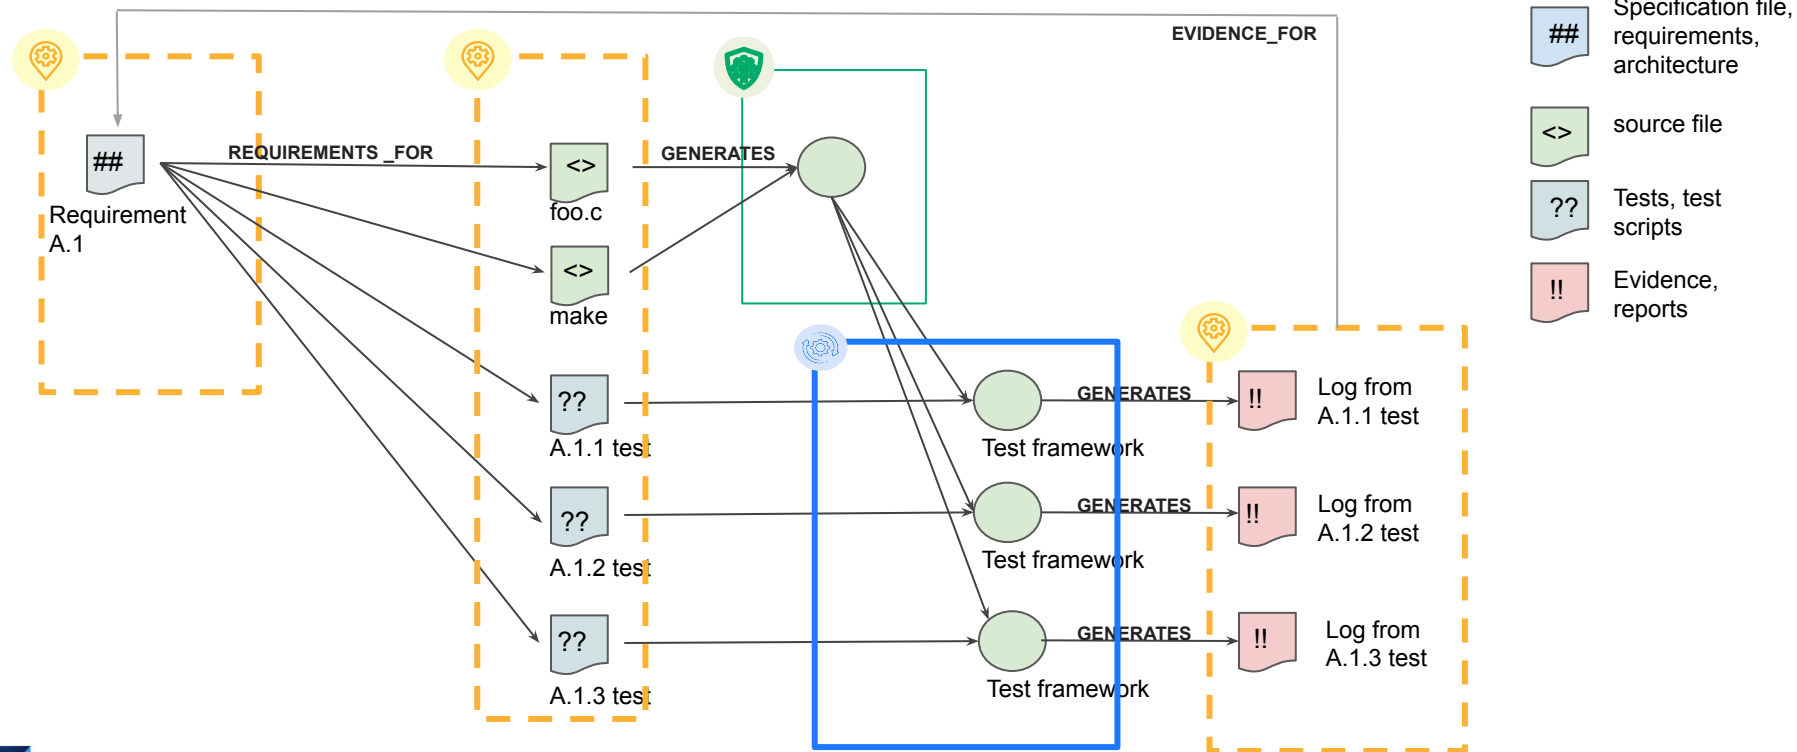 EVIDENCE_FOR
##
REQUIREMENTS _FOR
<>
GENERATES
Requirement
A.1
foo.c
<>
make
??
A.1.1 test
Test framework
GENERATES
!!
Log from
A.1.1 test
??
A.1.2 test
Test framework
GENERATES
!!
Log from
A.1.2 test
??
A.1.3 test
Test framework
GENERATES
!!
Log from
A.1.3 test
##
Specification file,
requirements,
architecture
<>
source file
??
Tests, test
scripts
!!
Evidence,
reports